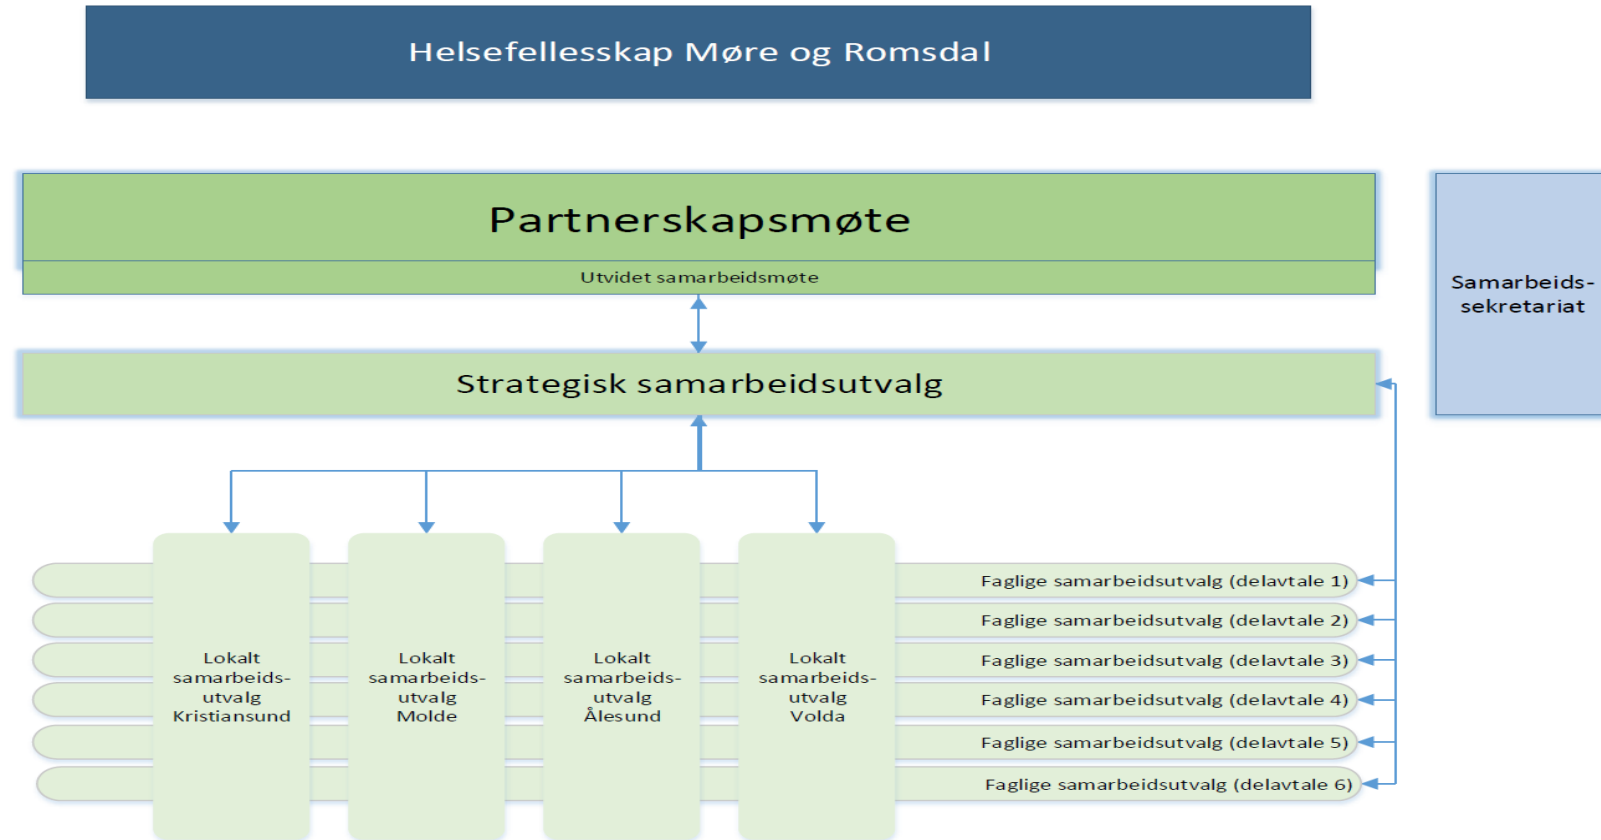 Helsefellesskap Møre og Romsdal
Partnerskapsmøte
Utvidet samarbeidsmøte
Samarbeids-
sekretariat
Strategisk samarbeidsutvalg
Lokalt
samarbeids-
utvalg
Kristiansund
Lokalt
samarbeids-
utvalg
Molde
Lokalt
samarbeids-
utvalg
Ålesund
Lokalt
samarbeids-
utvalg
Volda
Faglige samarbeidsutvalg (delavtale 1)
Faglige samarbeidsutvalg (delavtale 2)
Faglige samarbeidsutvalg (delavtale 3)
Faglige samarbeidsutvalg (delavtale 4)
Faglige samarbeidsutvalg (delavtale 5)
Faglige samarbeidsutvalg (delavtale 6)